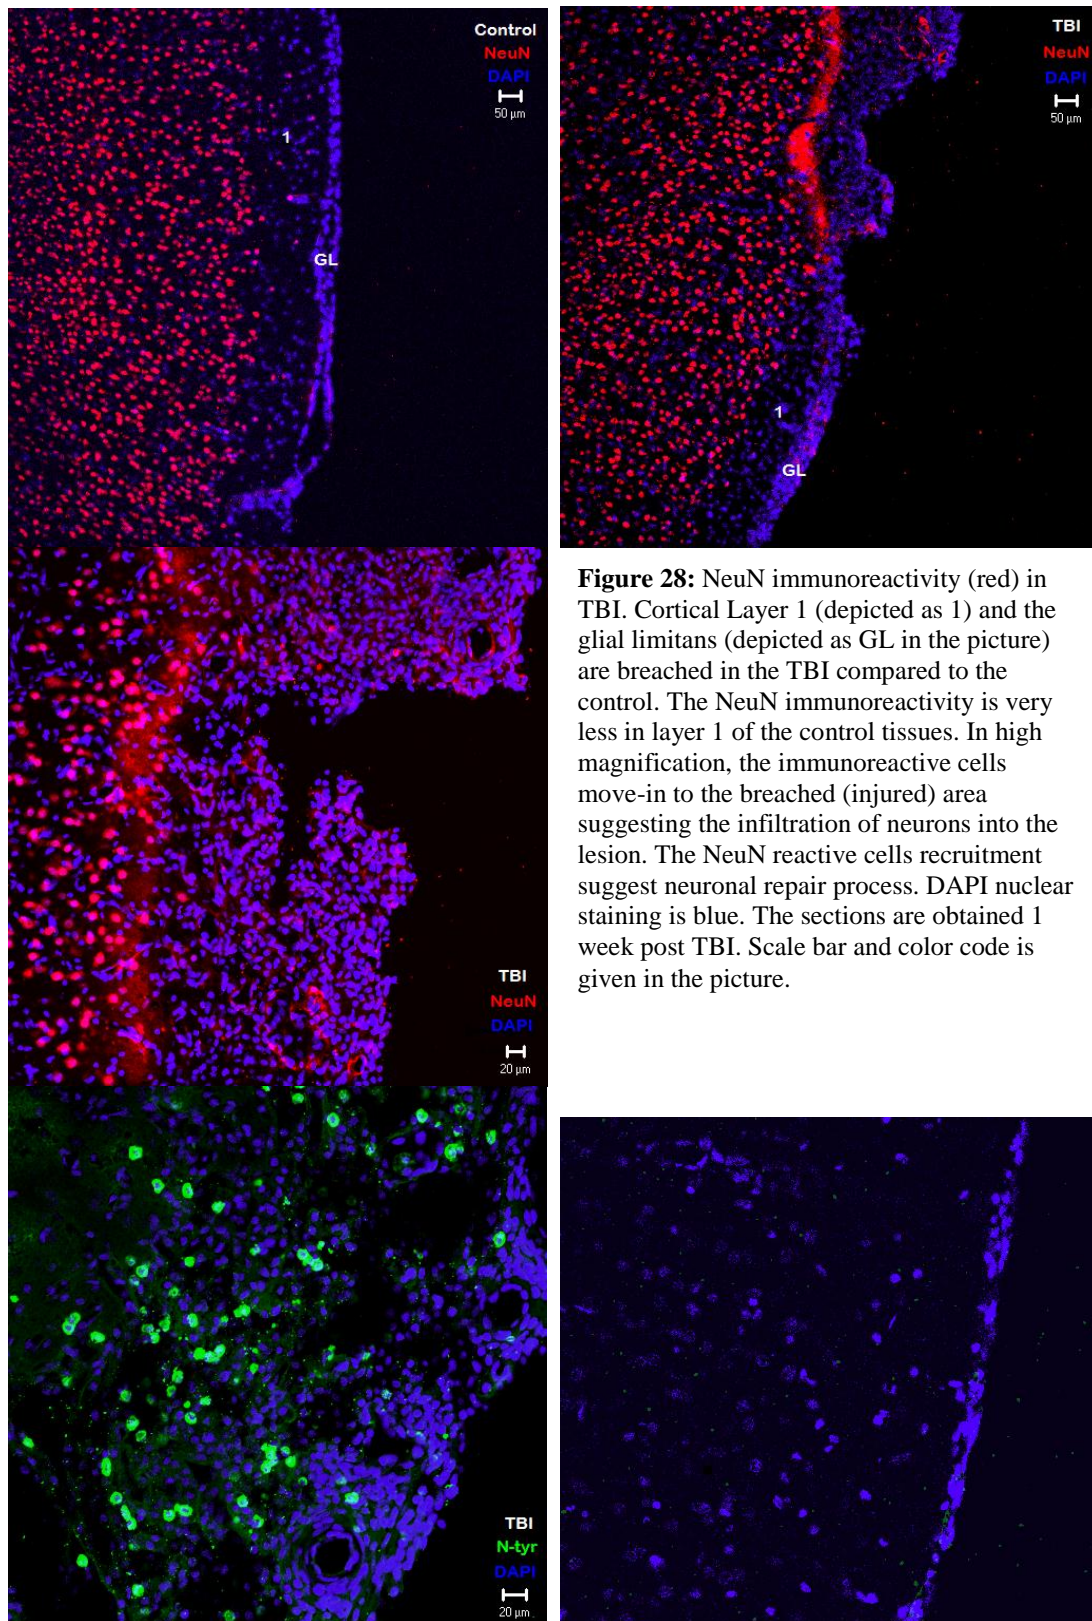 Control
NeuN
DAPI
50 µm
1
GL
TBI
NeuN
DAPI
50 µm
1
GL
TBI
NeuN
DAPI
20 µm
Figure 28: NeuN immunoreactivity (red) in
TBI. Cortical Layer 1 (depicted as 1) and the
glial limitans (depicted as GL in the picture)
are breached in the TBI compared to the
control. The NeuN immunoreactivity is very
less in layer 1 of the control tissues. In high
magnification, the immunoreactive cells
move-in to the breached (injured) area
suggesting the infiltration of neurons into the
lesion. The NeuN reactive cells recruitment
suggest neuronal repair process. DAPI nuclear
staining is blue. The sections are obtained 1
week post TBI. Scale bar and color code is
given in the picture.
TBI
N-tyr
DAPI
20 µm